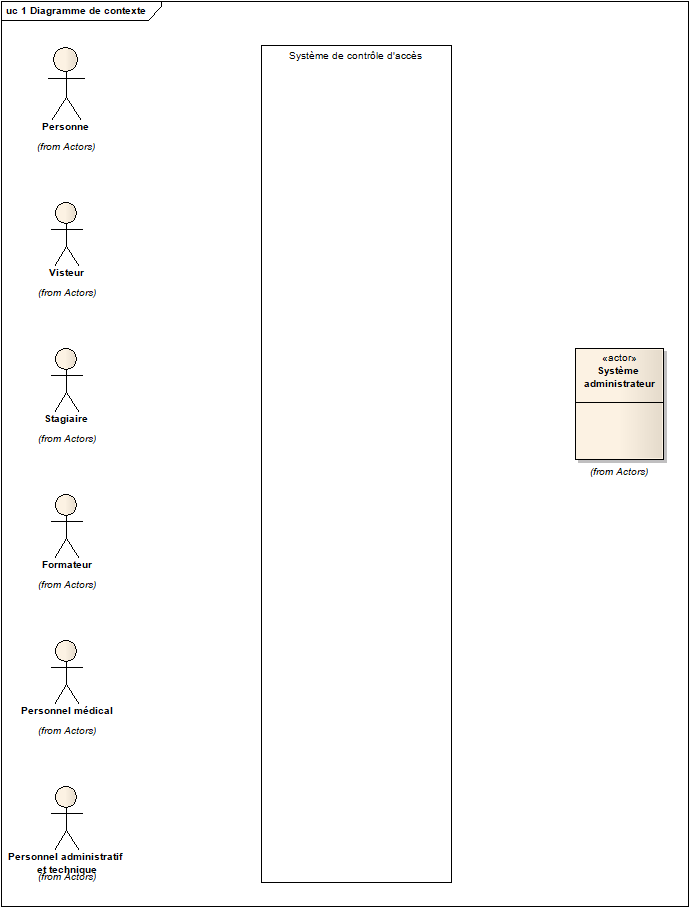 uc 1 Diagramme de contexte
Système de contrôle d'accès
Personne
(from Actors)
Visteur
(from Actors)
Stagiaire
(from Actors)
«actor»
Système
administrateur
(from Actors)
Formateur
(from Actors)
Personnel médical
(from Actors)
Personnel administratif
et technique
(from Actors)